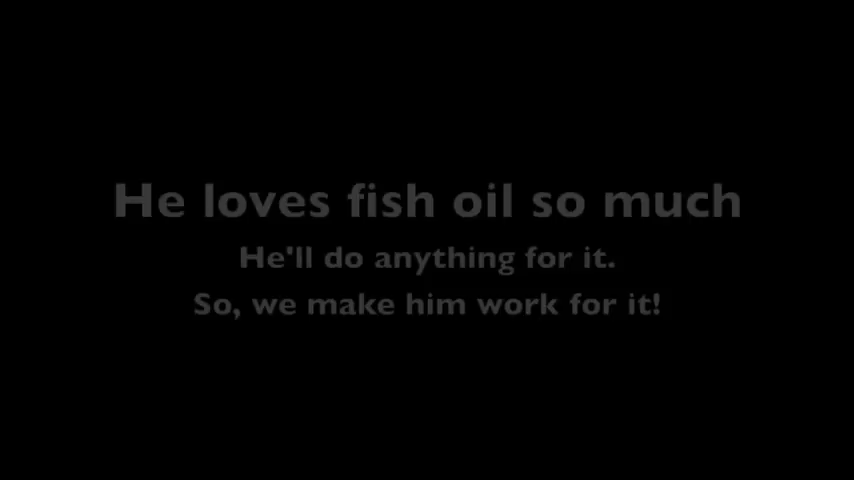 He loves fish oil so much
He'll do anything for it.
So, we make him work for it!